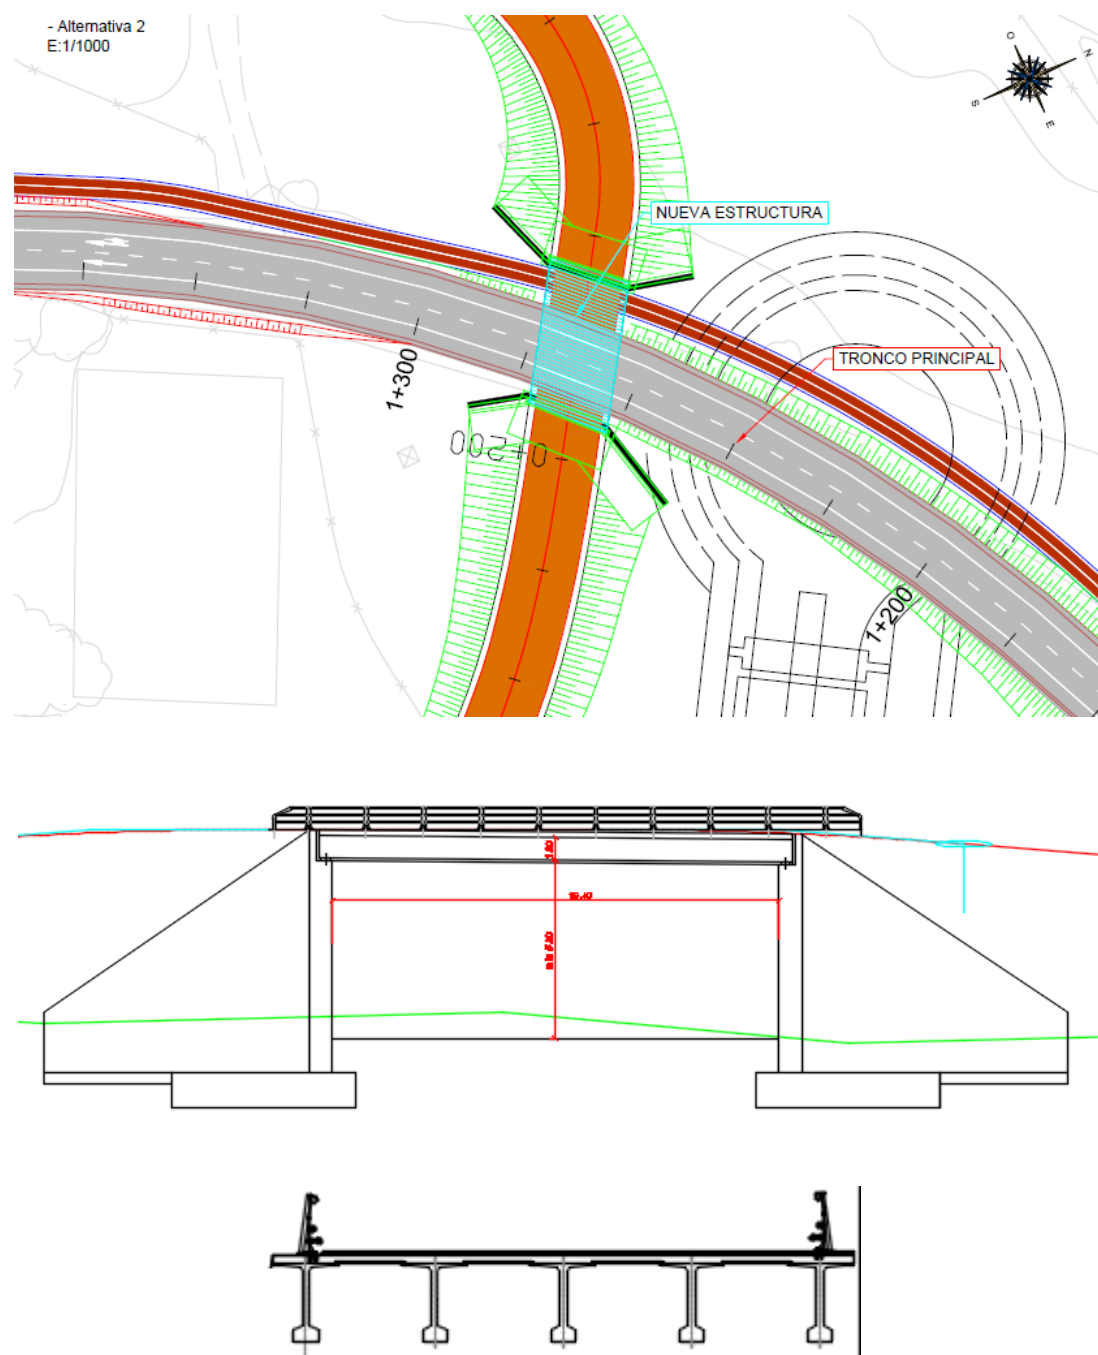 - Alternativa 2
E:1/1000
O
N
S
E
NUEVA ESTRUCTURA
TRONCO PRINCIPAL
1+300
0+500
1+200